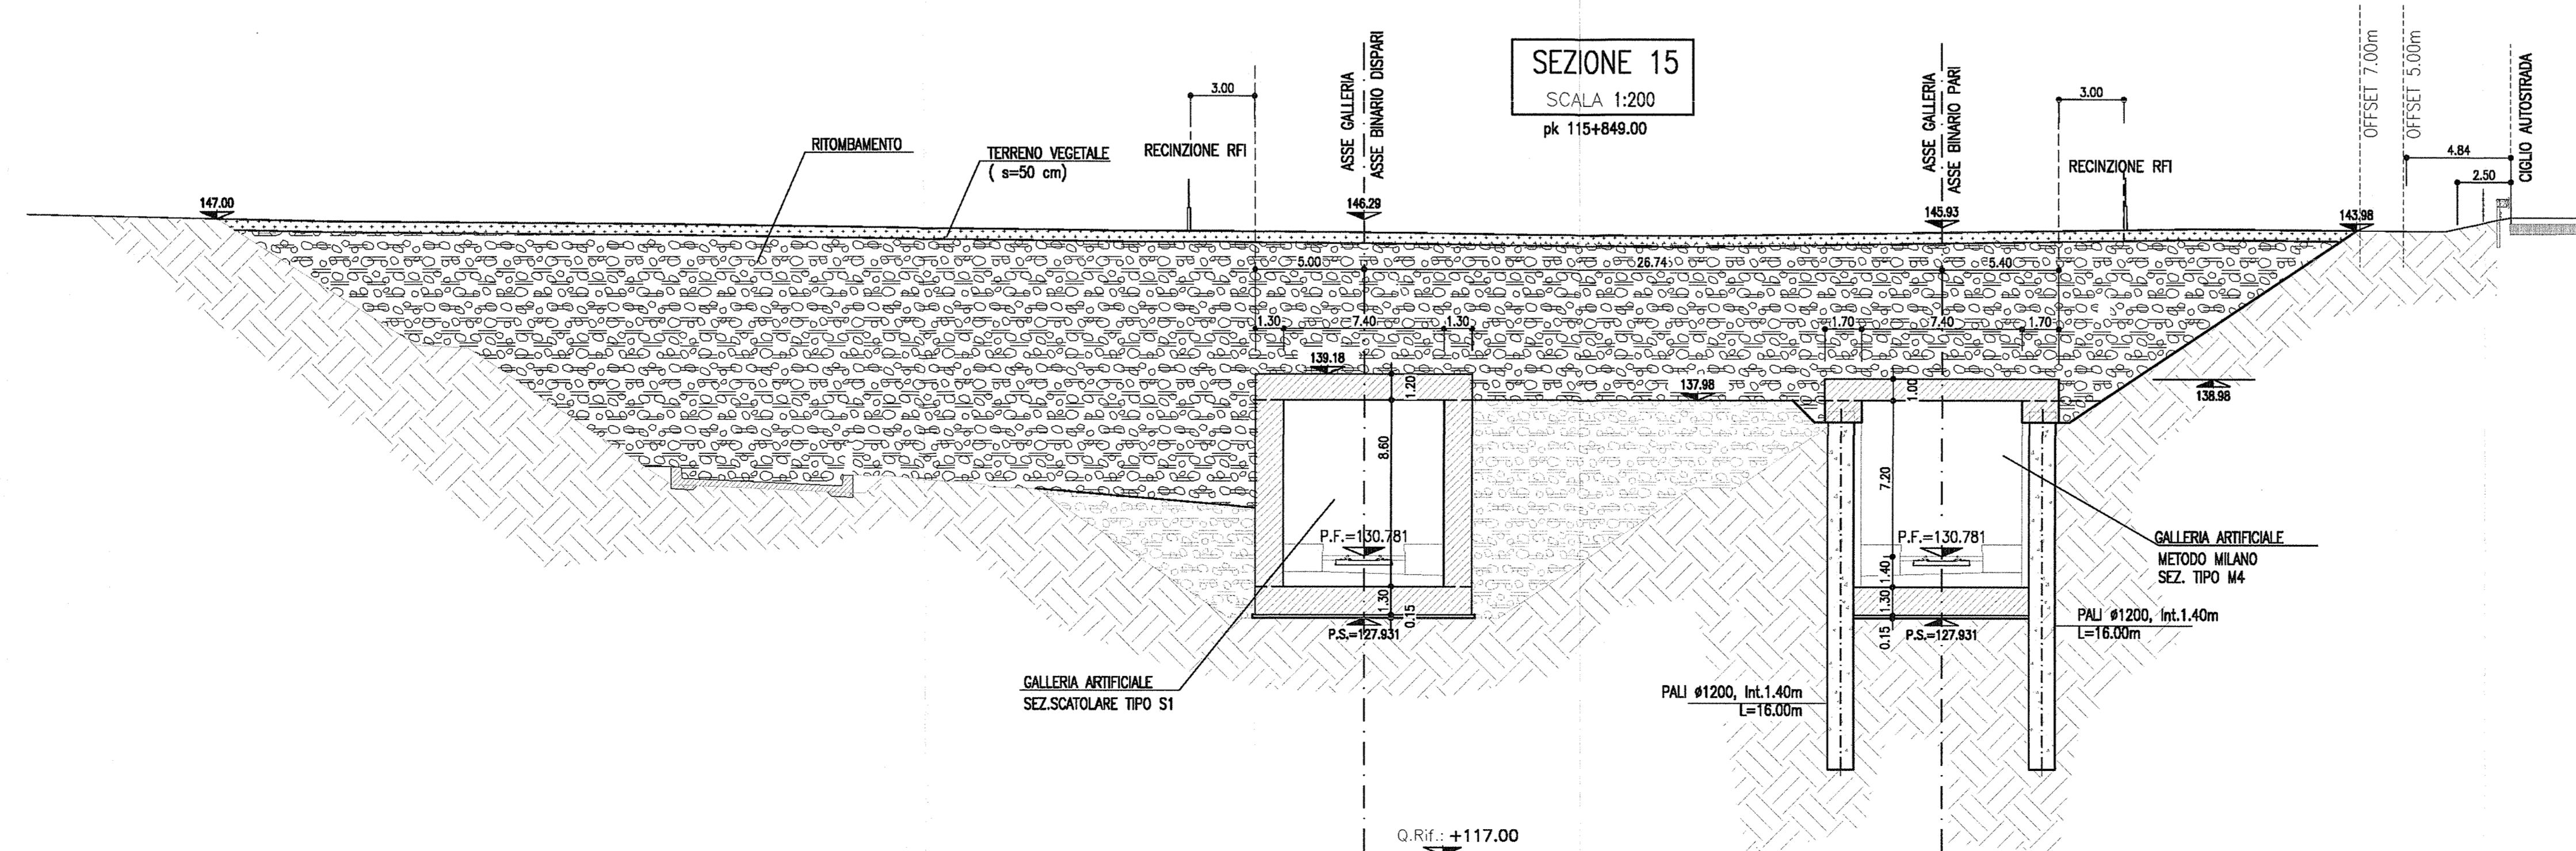 SEZIONE 15
SCALA 1:200
pk 115+849.00
ASSE GALLERIA
ASSE BINARIO DISPARI
ASSE GALLERIA
ASSE BINARIO PARI
OFFSET 7.00m
OFFSET 5.00m
CIGLIO AUTOSTRADA
3.00
3.00
4.84
2.50
RITOMBAMENTO
TERRENO VEGETALE
( s=50 cm)
RECINZIONE RFI
RECINZIONE RFI
147.00
146.29
145.93
143.98
5.00
26.74
5.40
1.30
7.40
1.30
1.70
7.40
1.70
139.18
1.20
137.98
1.00
138.98
8.60
7.20
P.F.=130.781
P.F.=130.781
1.40
1.30
0.15
1.30
0.15
P.S.=127.931
P.S.=127.931
GALLERIA ARTIFICIALE
METODO MILANO
SEZ. TIPO M4
PALI ø1200, Int.1.40m
L=16.00m
GALLERIA ARTIFICIALE
SEZ.SCATOLARE TIPO S1
PALI ø1200, Int.1.40m
L=16.00m
Q.Rif.: +117.00